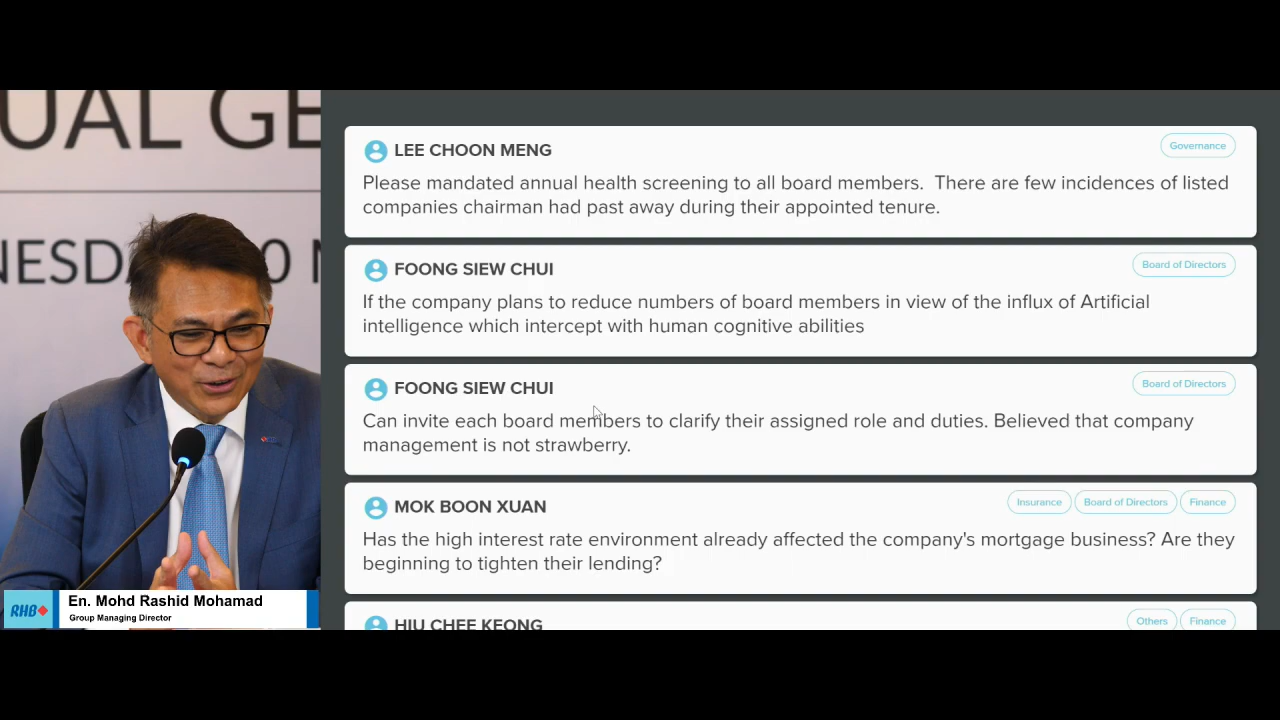 UAL GE
NESD 0
LEE CHOON MENG
Governance
Please mandated annual health screening to all board members.  There are few incidences of listed
companies chairman had past away during their appointed tenure.
FOONG SIEW CHUI
Board of Directors
If the company plans to reduce numbers of board members in view of the influx of Artificial
intelligence which intercept with human cognitive abilities
FOONG SIEW CHUI
Board of Directors
Can invite each board members to clarify their assigned role and duties. Believed that company
management is not strawberry.
MOK BOON XUAN
Insurance Board of Directors Finance
Has the high interest rate environment already affected the company's mortgage business? Are they
beginning to tighten their lending?
HIU CHEE KEONG
Others Finance
RHB
En. Mohd Rashid Mohamad
Group Managing Director